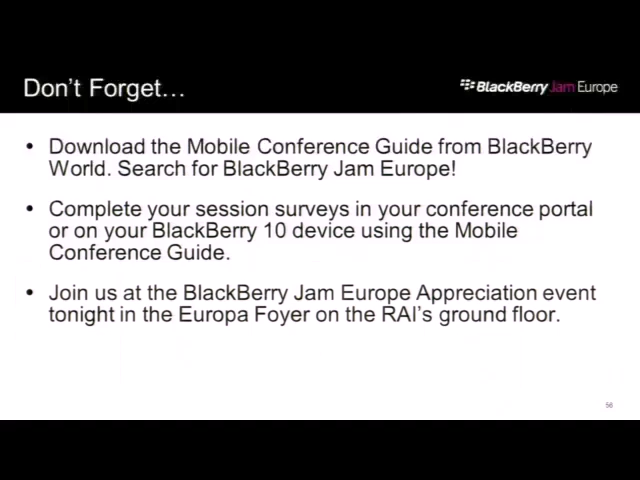 Don't Forget…
BlackBerry Jam Europe
• Download the Mobile Conference Guide from BlackBerry
World. Search for BlackBerry Jam Europe!
• Complete your session surveys in your conference portal
or on your BlackBerry 10 device using the Mobile
Conference Guide.
• Join us at the BlackBerry Jam Europe Appreciation event
tonight in the Europa Foyer on the RAI's ground floor.
56